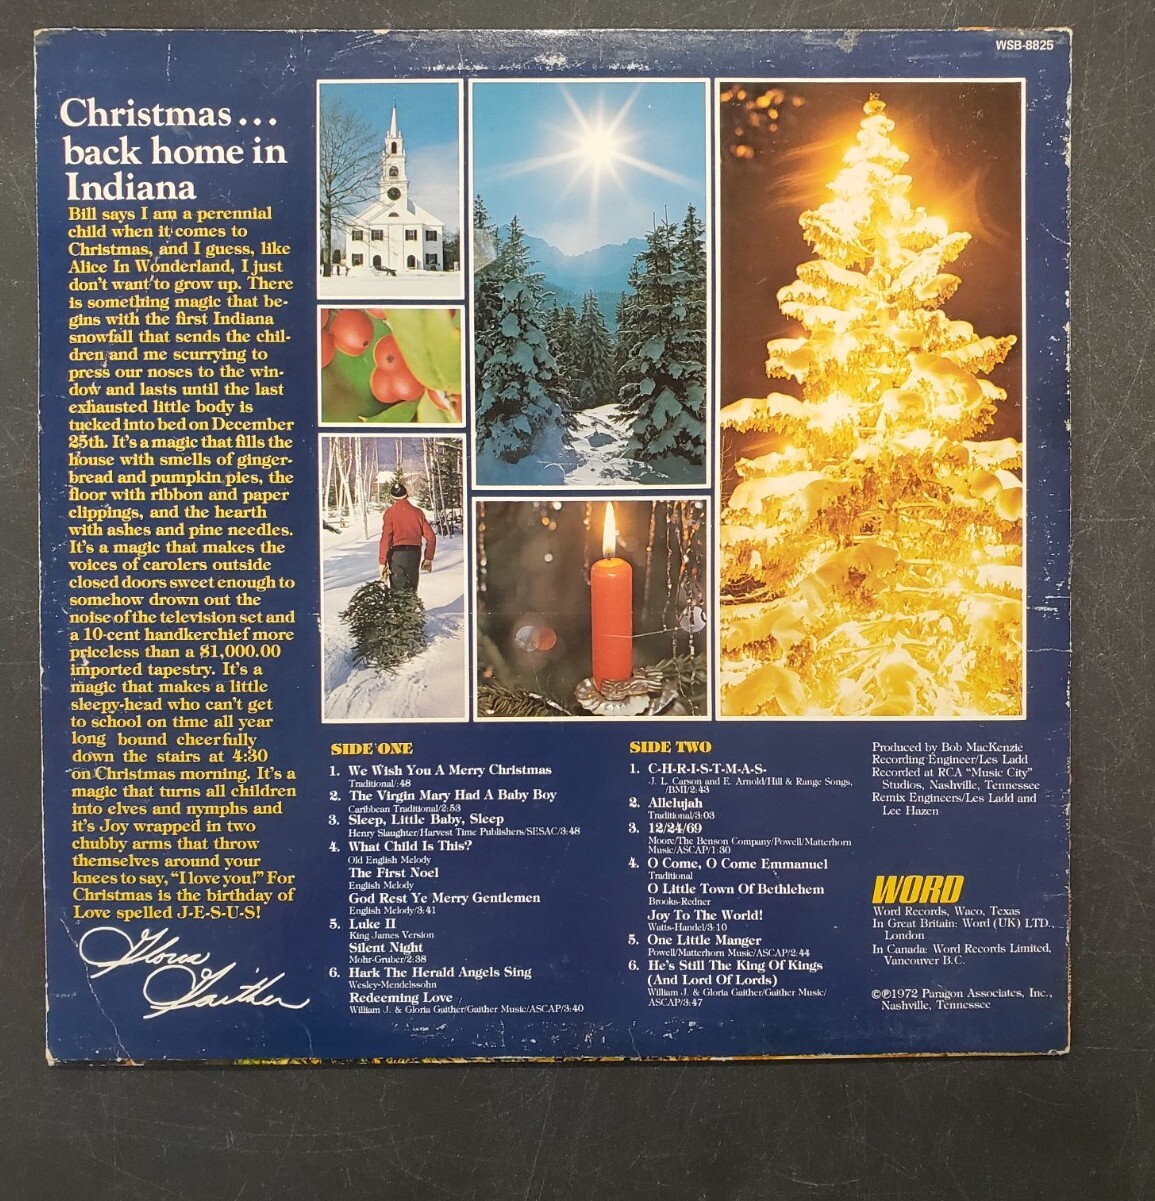 WSB-8825
Christmas...
back home in
Indiana
Bill says I am a perennial
child when it comes to
Christmas, and I guess, like
Alice In Wonderland, I just
don't want to grow up. There
is something magic that be-
gins with the first Indiana
snowfall that sends the chil-
dren and me scurrying to
press our noses to the win-
dow and lasts until the last
exhausted little body is
tucked into bed on December
25th. It's a magic that fills the
house with smells of ginger-
bread and pumpkin pies, the
floor with ribbon and paper
clippings, and the hearth
with ashes and pine needles.
It's a magic that makes the
voices of carolers outside
closed doors sweet enough to
somehow drown out the
noise of the television set and
a 10-cent handkerchief more
priceless than a $1,000.00
imported tapestry. It's a
magic that makes a little
sleepy-head who can't get
to school on time all year
long bound cheerfully
down the stairs at 4:30
on Christmas morning. It's a
magic that turns all children
into elves and nymphs and
it's Joy wrapped in two
chubby arms that throw
themselves around your
knees to say, "I love you!" For
Christmas is the birthday of
Love spelled J-E-S-U-S!
Gloria
Gaither
SIDE ONE
1. We Wish You A Merry Christmas
Traditional/:48
2. The Virgin Mary Had A Baby Boy
Caribbean Traditional/2:53
3. Sleep, Little Baby, Sleep
Henry Slaughter/Harvest Time Publishers/SESAC/3:48
4. What Child Is This?
Old English Melody
The First Noel
English Melody
God Rest Ye Merry Gentlemen
English Melody/3:41
5. Luke II
King James Version
Silent Night
Mohr-Gruber/2:38
6. Hark The Herald Angels Sing
Wesley-Mendelssohn
Redeeming Love
William J. & Gloria Gaither/Gaither Music/ASCAP/3:40
SIDE TWO
1. C-H-R-I-S-T-M-A-S-
J. L. Carson and E. Arnold/Hill & Range Songs,
/BMI/2:43
2. Allelujah
Traditional/3:03
3. 12/24/69
Moore/The Benson Company/Powell/Matterhorn
Music/ASCAP/1:30
4. O Come, O Come Emmanuel
Traditional
O Little Town Of Bethlehem
Brooks-Redner
Joy To The World!
Watts-Handel/3:10
5. One Little Manger
Powell/Matterhorn Music/ASCAP/2:44
6. He's Still The King Of Kings
(And Lord Of Lords)
William J. & Gloria Gaither/Gaither Music/
ASCAP/3:47
Produced by Bob MacKenzie
Recording Engineer/Les Ladd
Recorded at RCA "Music City"
Studios, Nashville, Tennessee
Remix Engineers/Les Ladd and
Lee Hazen
WORD
Word Records, Waco, Texas
In Great Britain: Word (UK) LTD.,
London
In Canada: Word Records Limited,
Vancouver B.C.
©℗1972 Paragon Associates, Inc.,
Nashville, Tennessee